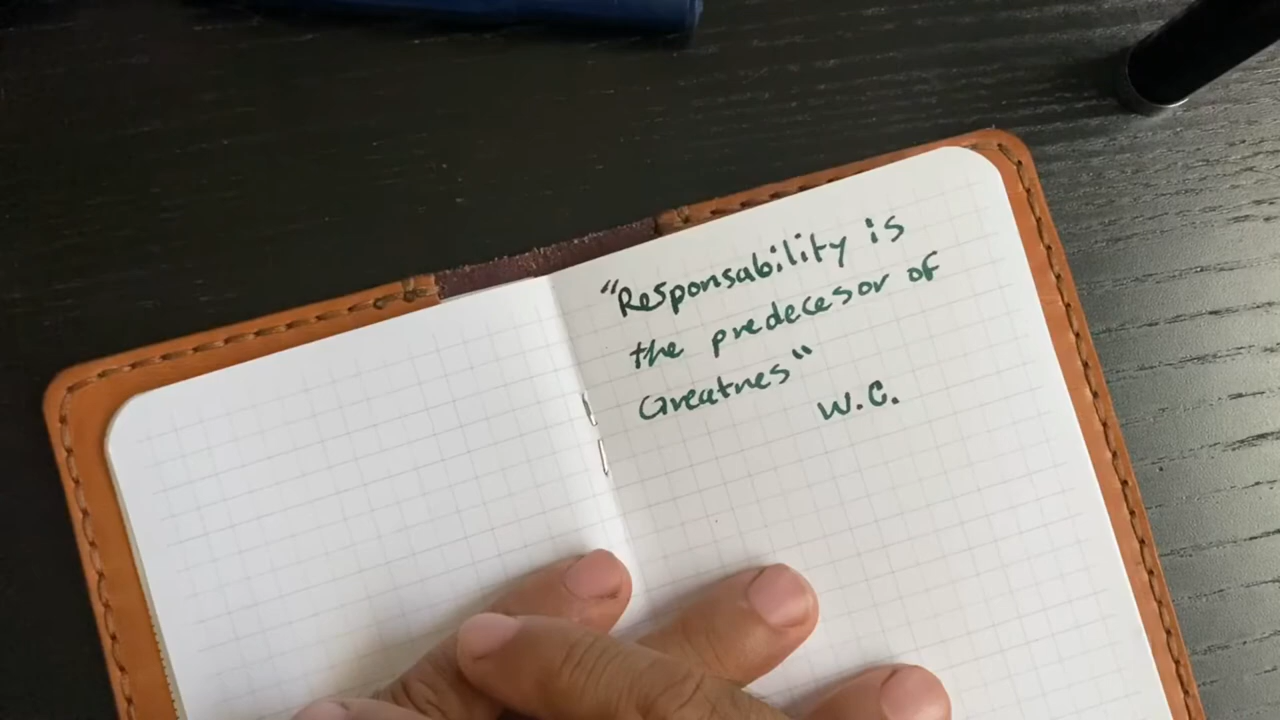 "Responsability is
the predecesor of
Greatnes"
W.C.